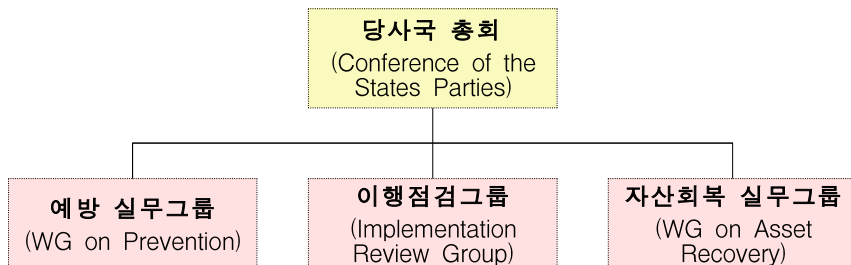 당사국 총회
(Conference of the
States Parties)
예방 실무그룹
(WG on Prevention)
이행점검그룹
(Implementation
Review Group)
자산회복 실무그룹
(WG on Asset
Recovery)